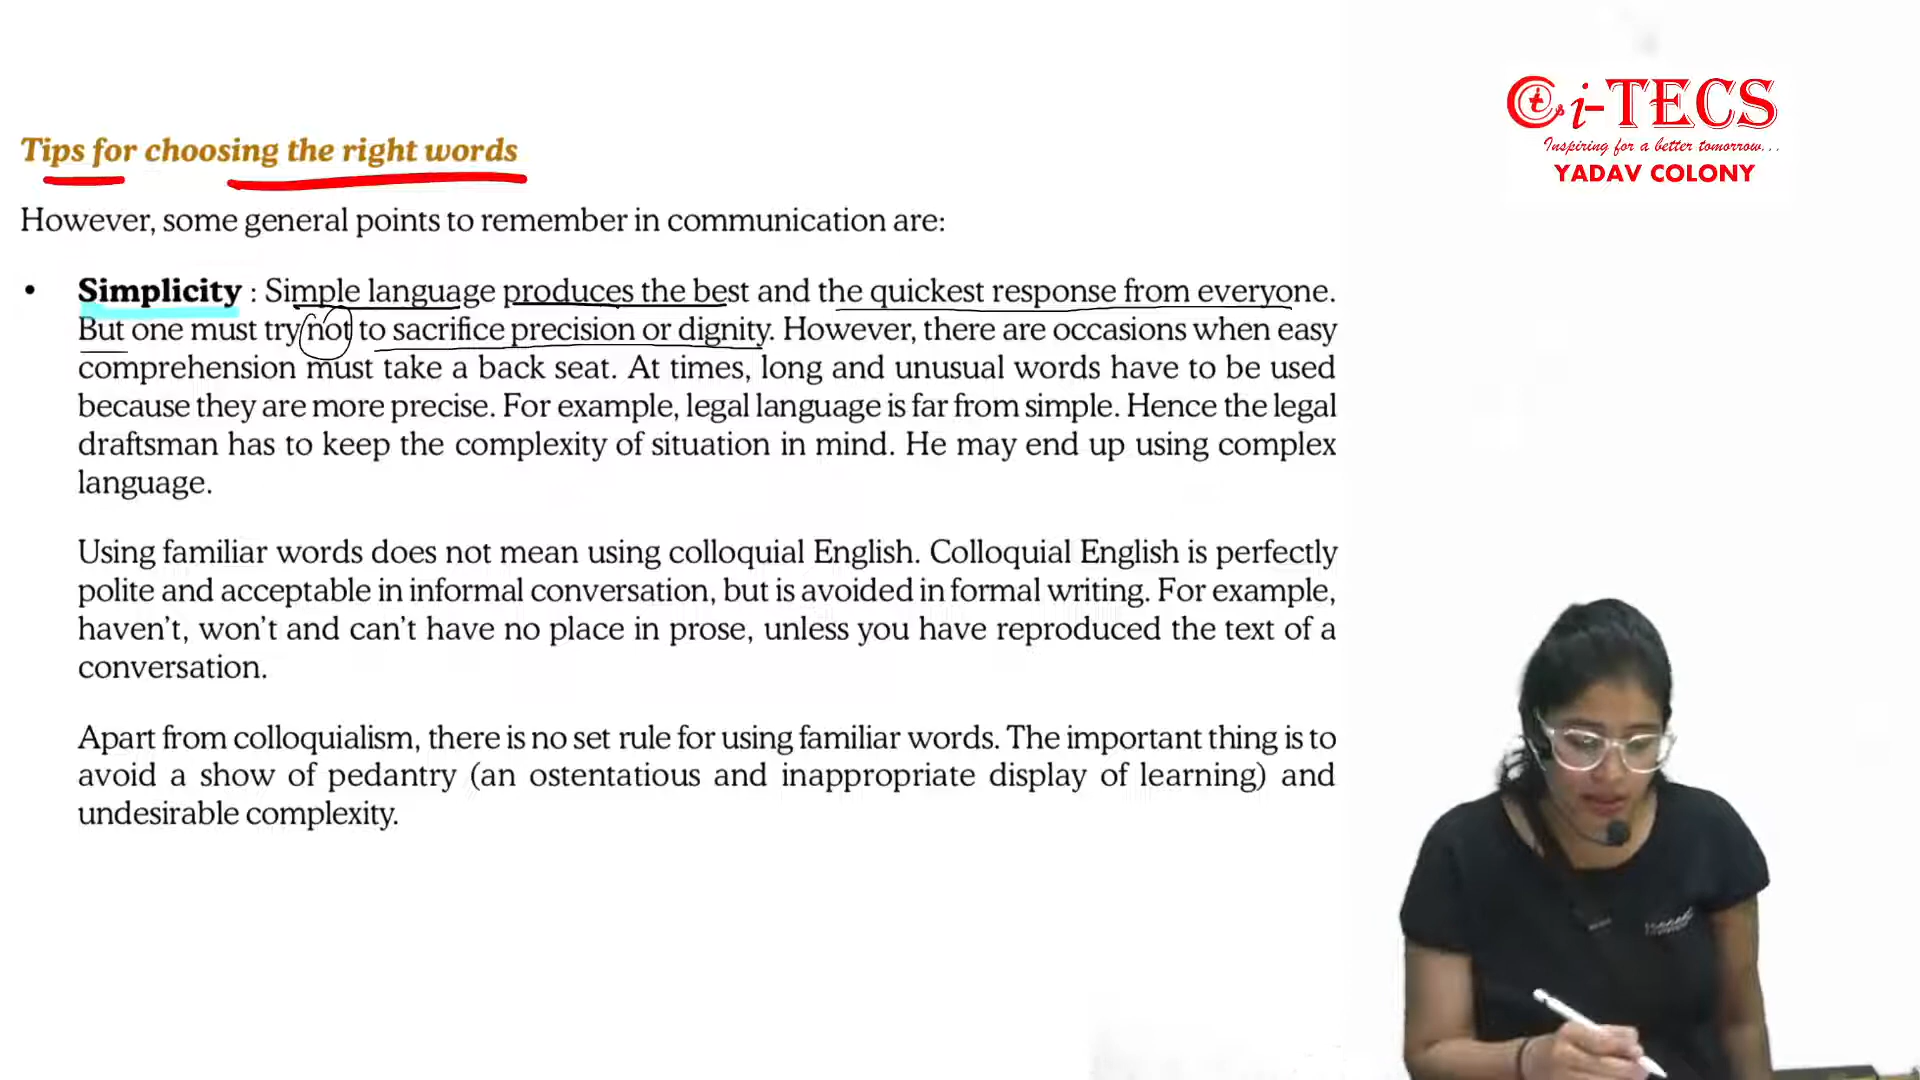 i-TECS
Inspiring for a better tomorrow...
YADAV COLONY
Tips for choosing the right words
However, some general points to remember in communication are:
• Simplicity : Simple language produces the best and the quickest response from everyone.
But one must try not to sacrifice precision or dignity. However, there are occasions when easy
comprehension must take a back seat. At times, long and unusual words have to be used
because they are more precise. For example, legal language is far from simple. Hence the legal
draftsman has to keep the complexity of situation in mind. He may end up using complex
language.
Using familiar words does not mean using colloquial English. Colloquial English is perfectly
polite and acceptable in informal conversation, but is avoided in formal writing. For example,
haven't, won't and can't have no place in prose, unless you have reproduced the text of a
conversation.
Apart from colloquialism, there is no set rule for using familiar words. The important thing is to
avoid a show of pedantry (an ostentatious and inappropriate display of learning) and
undesirable complexity.